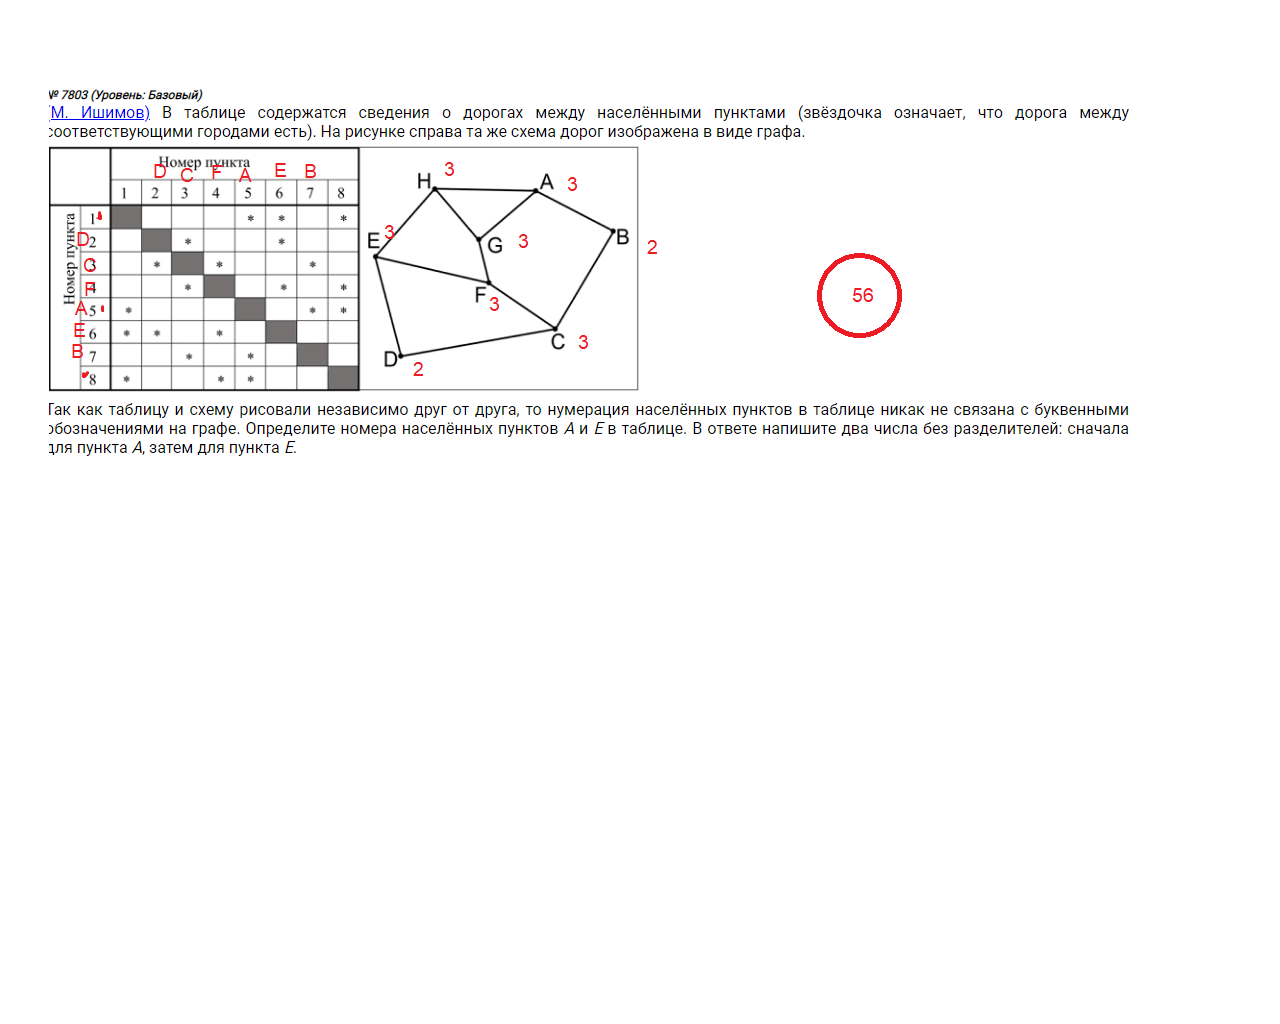 № 7803 (Уровень: Базовый)
(М. Ишимов) В таблице содержатся сведения о дорогах между населёнными пунктами (звёздочка означает, что дорога между
соответствующими городами есть). На рисунке справа та же схема дорог изображена в виде графа.
Номер пункта
D C F A E B
1 2 3 4 5 6 7 8
Номер пункта
1 * * *
D 2 * *
C 3 * * *
F 4 * * *
A 5 * * *
E 6 * * *
B 7 * *
8 * * *
H 3
A 3
E 3
G 3
B 2
F 3
C 3
D 2
56
Так как таблицу и схему рисовали независимо друг от друга, то нумерация населённых пунктов в таблице никак не связана с буквенными
обозначениями на графе. Определите номера населённых пунктов A и E в таблице. В ответе напишите два числа без разделителей: сначала
для пункта A, затем для пункта E.